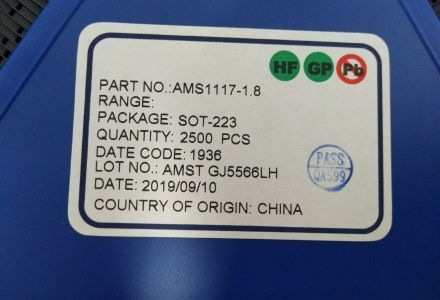 HF GP Pb
PART NO.:AMS1117-1.8
RANGE:
PACKAGE: SOT-223
QUANTITY: 2500 PCS
DATE CODE: 1936
LOT NO.: AMST GJ5566LH
DATE: 2019/09/10
COUNTRY OF ORIGIN: CHINA
PASS
QA599